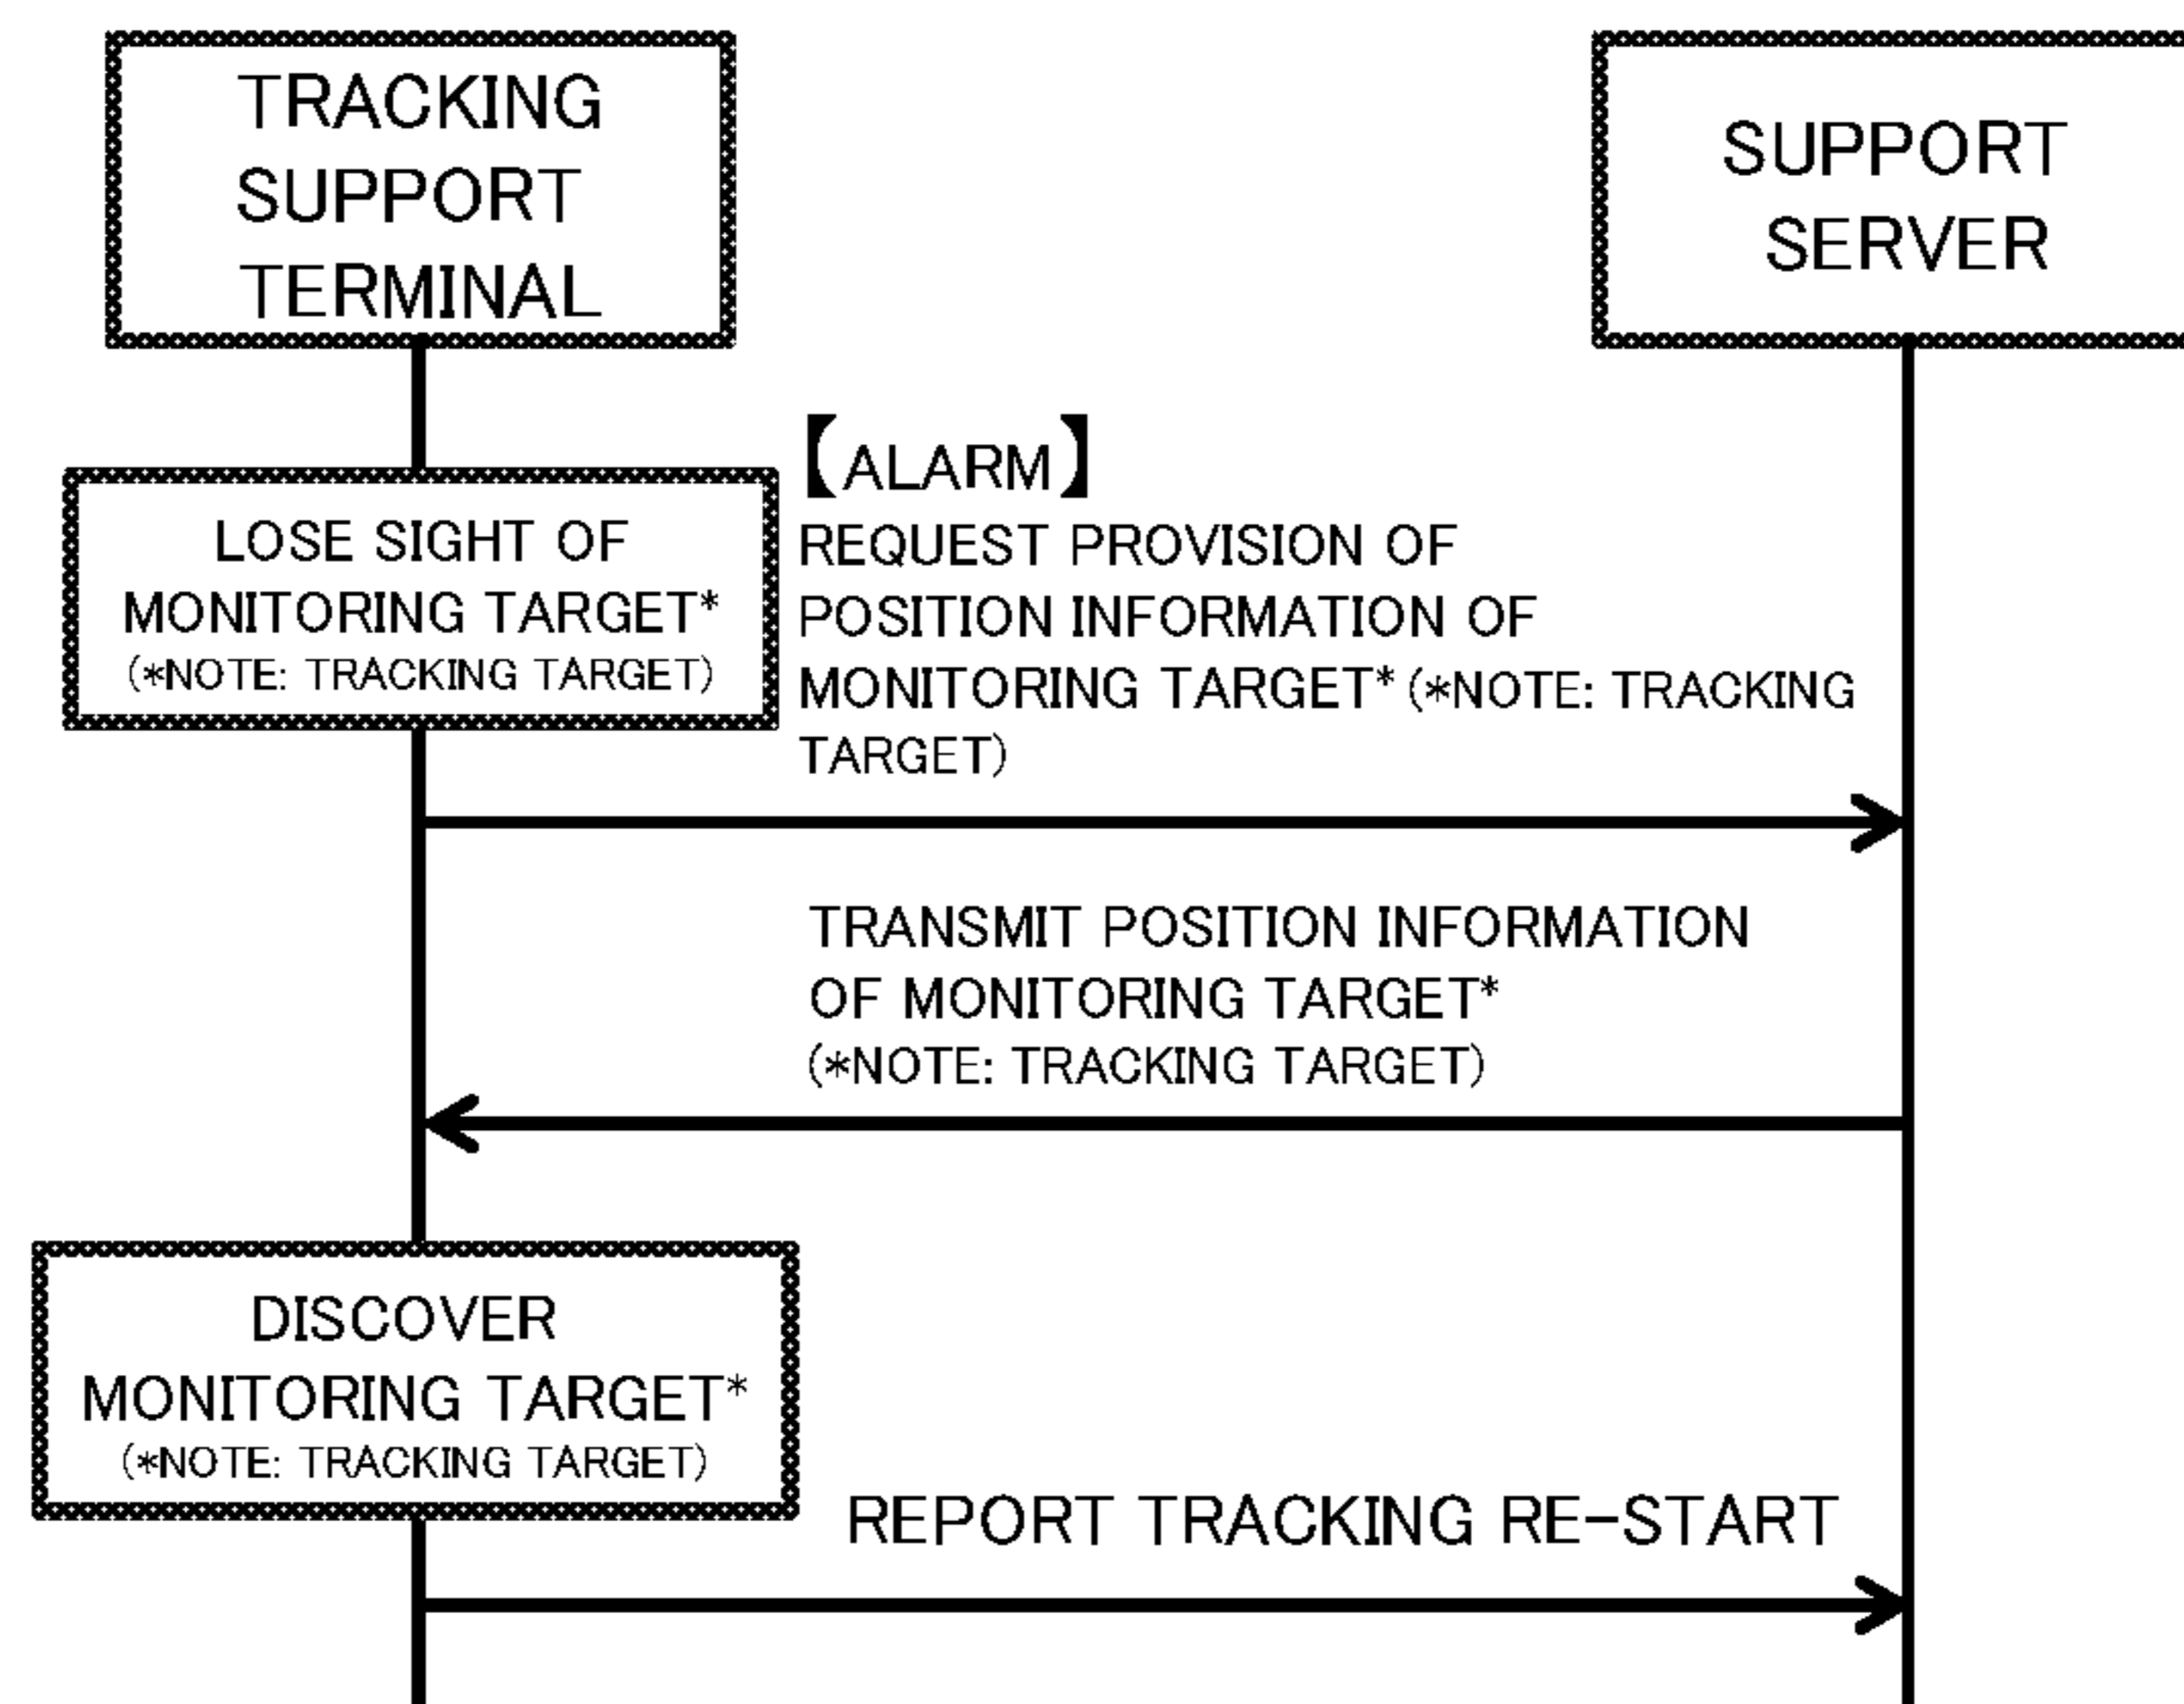 TRACKING
SUPPORT
TERMINAL
SUPPORT
SERVER
LOSE SIGHT OF
MONITORING TARGET*
(*NOTE: TRACKING TARGET)
【ALARM】
REQUEST PROVISION OF
POSITION INFORMATION OF
MONITORING TARGET* (*NOTE: TRACKING
TARGET)
TRANSMIT POSITION INFORMATION
OF MONITORING TARGET*
(*NOTE: TRACKING TARGET)
DISCOVER
MONITORING TARGET*
(*NOTE: TRACKING TARGET)
REPORT TRACKING RE-START